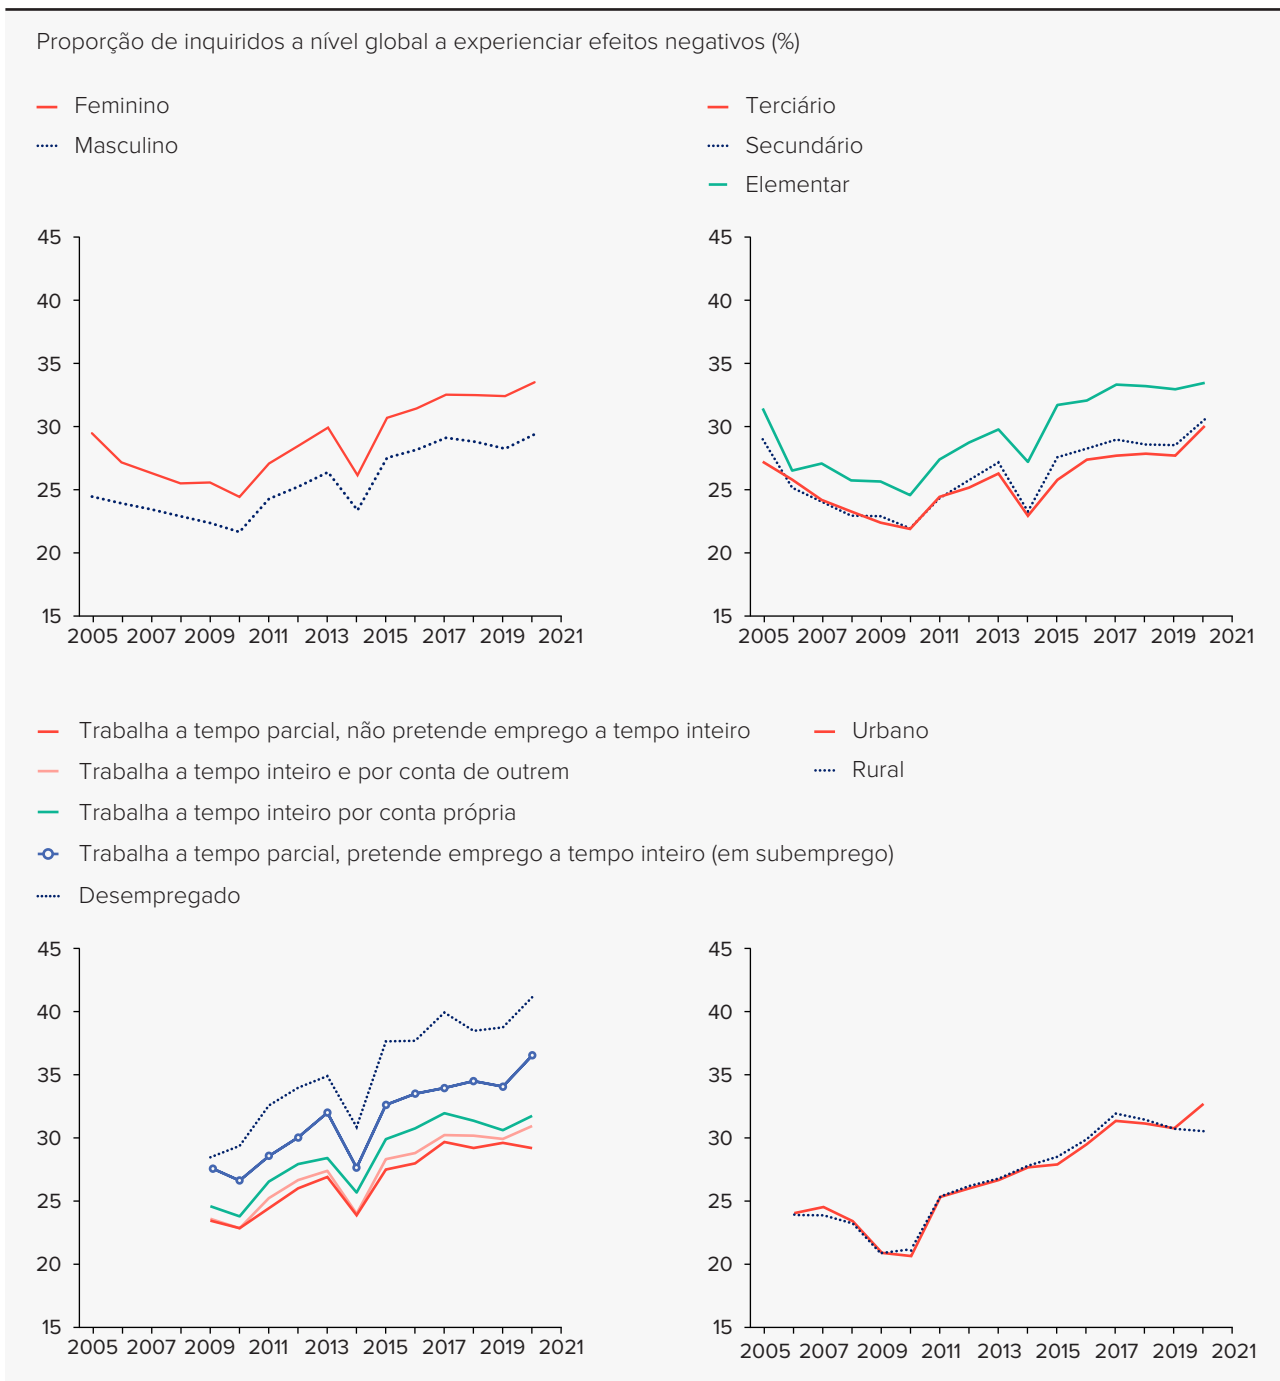 Proporção de inquiridos a nível global a experienciar efeitos negativos (%)
Feminino
Masculino
45
40
35
30
25
20
15
2005 2007 2009 2011 2013 2015 2017 2019 2021
Terciário
Secundário
Elementar
45
40
35
30
25
20
15
2005 2007 2009 2011 2013 2015 2017 2019 2021
Trabalha a tempo parcial, não pretende emprego a tempo inteiro
Trabalha a tempo inteiro e por conta de outrem
Trabalha a tempo inteiro por conta própria
Trabalha a tempo parcial, pretende emprego a tempo inteiro (em subemprego)
Desempregado
45
40
35
30
25
20
15
2005 2007 2009 2011 2013 2015 2017 2019 2021
Urbano
Rural
45
40
35
30
25
20
15
2005 2007 2009 2011 2013 2015 2017 2019 2021